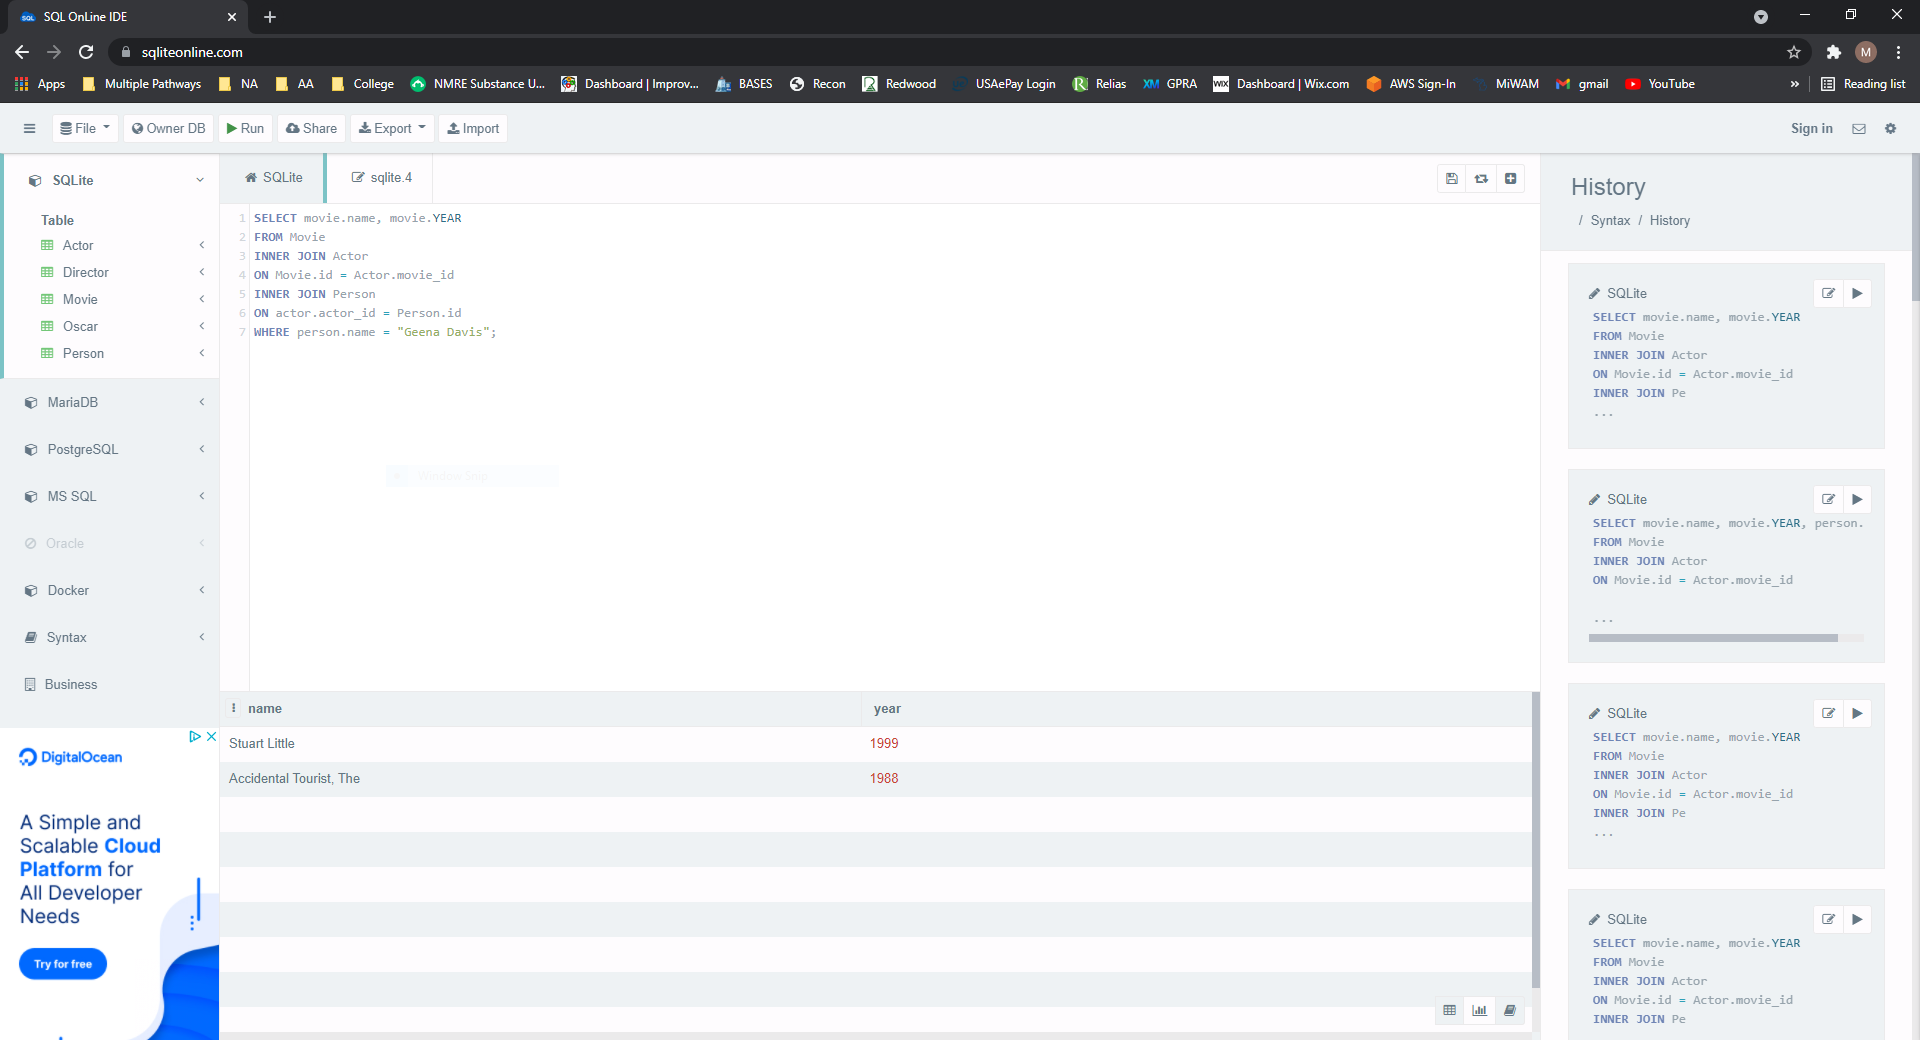 SQL OnLine IDE
sqliteonline.com
M
Apps Multiple Pathways NA AA College NMRE Substance U... Dashboard | Improv... BASES Recon Redwood USAePay Login Relias GPRA Dashboard | Wix.com AWS Sign-In MiWAM gmail YouTube » Reading list
File Owner DB Run Share Export Import Sign in
SQLite
Table
Actor
Director
Movie
Oscar
Person
MariaDB
PostgreSQL
MS SQL
Oracle
Docker
Syntax
Business
DigitalOcean
A Simple and
Scalable Cloud
Platform for
All Developer
Needs
Try for free
SQLite sqlite.4
1 SELECT movie.name, movie.YEAR
2 FROM Movie
3 INNER JOIN Actor
4 ON Movie.id = Actor.movie_id
5 INNER JOIN Person
6 ON actor.actor_id = Person.id
7 WHERE person.name = "Geena Davis";
Window Snip
name year
Stuart Little 1999
Accidental Tourist, The 1988
History
/ Syntax / History
SQLite
SELECT movie.name, movie.YEAR
FROM Movie
INNER JOIN Actor
ON Movie.id = Actor.movie_id
INNER JOIN Pe
...
SQLite
SELECT movie.name, movie.YEAR, person.
FROM Movie
INNER JOIN Actor
ON Movie.id = Actor.movie_id
...
SQLite
SELECT movie.name, movie.YEAR
FROM Movie
INNER JOIN Actor
ON Movie.id = Actor.movie_id
INNER JOIN Pe
...
SQLite
SELECT movie.name, movie.YEAR
FROM Movie
INNER JOIN Actor
ON Movie.id = Actor.movie_id
INNER JOIN Pe